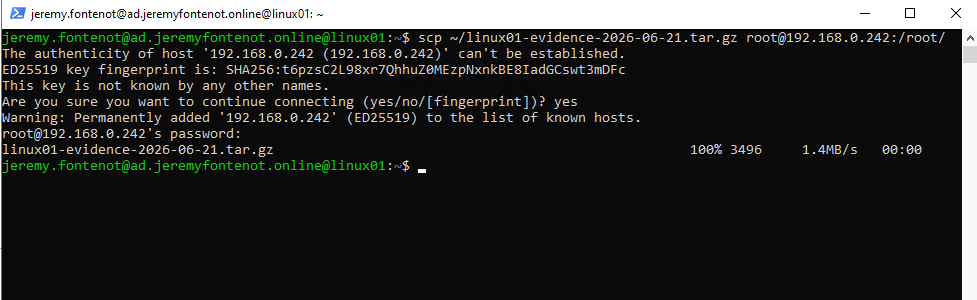 jeremy.fontenot@ad.jeremyfontenot.online@linux01: ~
jeremy.fontenot@ad.jeremyfontenot.online@linux01:~$ scp ~/linux01-evidence-2026-06-21.tar.gz root@192.168.0.242:/root/
The authenticity of host '192.168.0.242 (192.168.0.242)' can't be established.
ED25519 key fingerprint is: SHA256:t6pzsC2L98xr7QhhuZ0MEzpNxnkBE8IadGCswt3mDFc
This key is not known by any other names.
Are you sure you want to continue connecting (yes/no/[fingerprint])? yes
Warning: Permanently added '192.168.0.242' (ED25519) to the list of known hosts.
root@192.168.0.242's password:
linux01-evidence-2026-06-21.tar.gz 100% 3496 1.4MB/s 00:00
jeremy.fontenot@ad.jeremyfontenot.online@linux01:~$